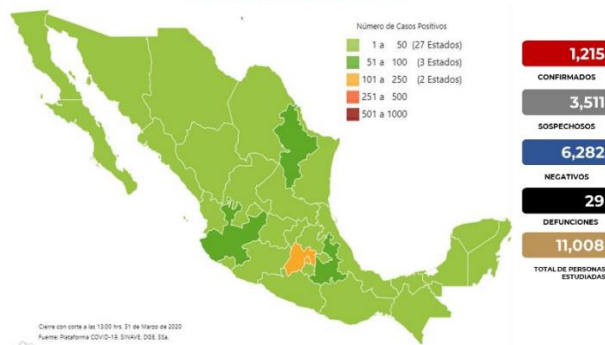 Número de Casos Positivos
1 a 50 (27 Estados)
51 a 100 (3 Estados)
101 a 250 (2 Estados)
251 a 500
501 a 1000
1,215
CONFIRMADOS
3,511
SOSPECHOSOS
6,282
NEGATIVOS
29
DEFUNCIONES
11,008
TOTAL DE PERSONAS
ESTUDIADAS
Cierre con corte a las 13:00 hrs, 31 de Marzo de 2020
Fuente: Plataforma COVID-19, SINAVE, DGE, SSa.